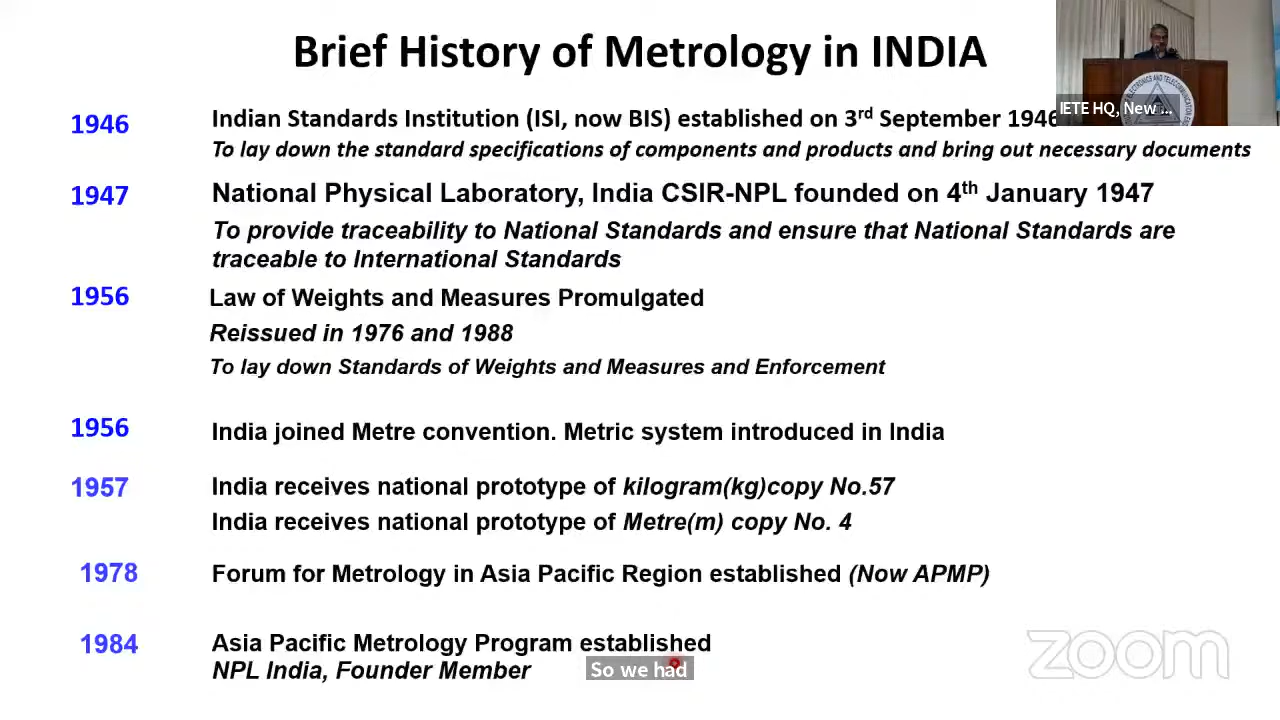 Brief History of Metrology in INDIA
1946
Indian Standards Institution (ISI, now BIS) established on 3rd September 1946
To lay down the standard specifications of components and products and bring out necessary documents
1947
National Physical Laboratory, India CSIR-NPL founded on 4th January 1947
To provide traceability to National Standards and ensure that National Standards are
traceable to International Standards
1956
Law of Weights and Measures Promulgated
Reissued in 1976 and 1988
To lay down Standards of Weights and Measures and Enforcement
1956
India joined Metre convention. Metric system introduced in India
1957
India receives national prototype of kilogram(kg)copy No.57
India receives national prototype of Metre(m) copy No. 4
1978
Forum for Metrology in Asia Pacific Region established (Now APMP)
1984
Asia Pacific Metrology Program established
NPL India, Founder Member
So we had
zoom
IETE HQ, New ...
ELECTRONICS AND TELECOMMUNICATION